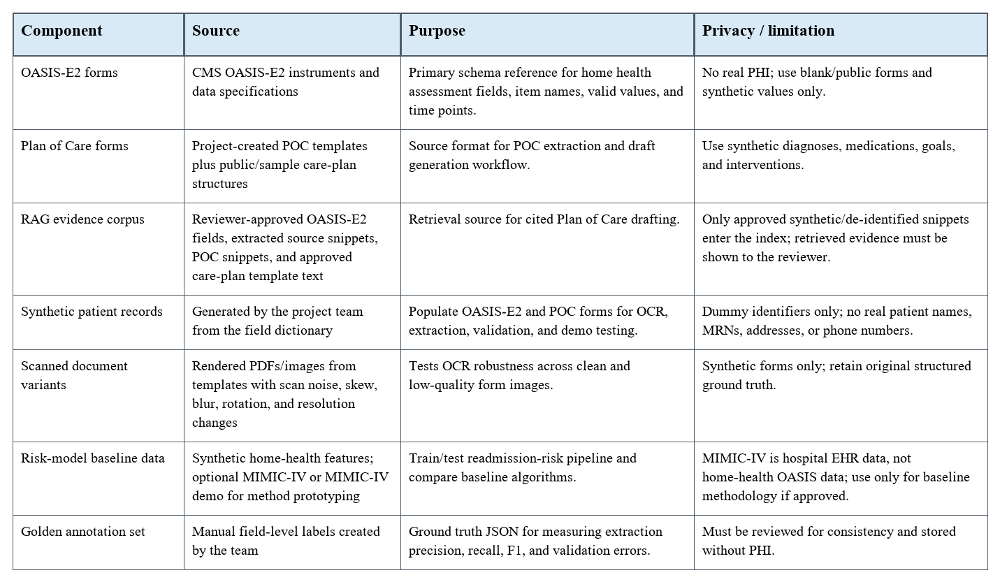 Component
Source
Purpose
Privacy / limitation
OASIS-E2 forms
CMS OASIS-E2 instruments and
data specifications
Primary schema reference for home health
assessment fields, item names, valid values, and
time points.
No real PHI; use blank/public forms and
synthetic values only.
Plan of Care forms
Project-created POC templates
plus public/sample care-plan
structures
Source format for POC extraction and draft
generation workflow.
Use synthetic diagnoses, medications, goals,
and interventions.
RAG evidence corpus
Reviewer-approved OASIS-E2
fields, extracted source snippets,
POC snippets, and approved
care-plan template text
Retrieval source for cited Plan of Care drafting.
Only approved synthetic/de-identified snippets
enter the index; retrieved evidence must be
shown to the reviewer.
Synthetic patient records
Generated by the project team
from the field dictionary
Populate OASIS-E2 and POC forms for OCR,
extraction, validation, and demo testing.
Dummy identifiers only; no real patient names,
MRNs, addresses, or phone numbers.
Scanned document
variants
Rendered PDFs/images from
templates with scan noise, skew,
blur, rotation, and resolution
changes
Tests OCR robustness across clean and
low-quality form images.
Synthetic forms only; retain original structured
ground truth.
Risk-model baseline data
Synthetic home-health features;
optional MIMIC-IV or MIMIC-IV
demo for method prototyping
Train/test readmission-risk pipeline and
compare baseline algorithms.
MIMIC-IV is hospital EHR data, not
home-health OASIS data; use only for baseline
methodology if approved.
Golden annotation set
Manual field-level labels created
by the team
Ground truth JSON for measuring extraction
precision, recall, F1, and validation errors.
Must be reviewed for consistency and stored
without PHI.